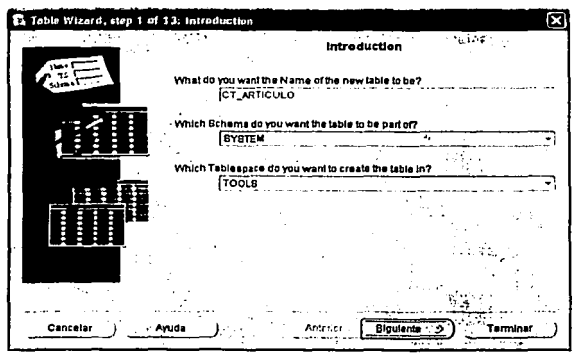 Table Wizard, step 1 of 13: Introduction
Introduction
What do you want the Name of the new table to be?
CT_ARTICULO
Which Schema do you want the table to be part of?
SYSTEM
Which Tablespace do you want to create the table in?
TOOLS
Cancelar
Ayuda
Anterior
Siguiente
Terminar